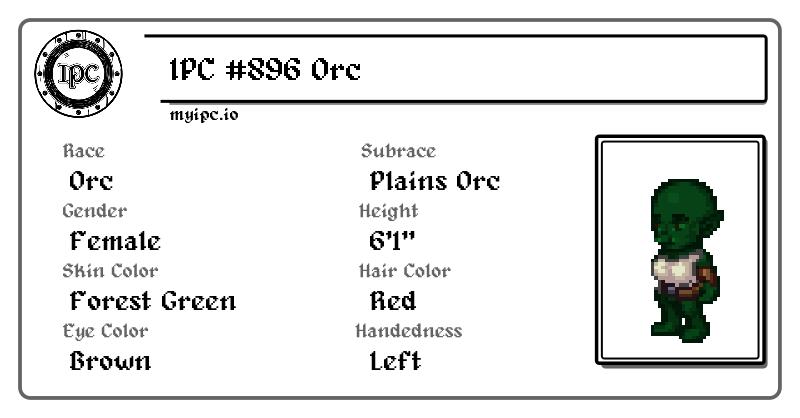 IPC
IPC #896 Orc
myipc.io
Race
Orc
Subrace
Plains Orc
Gender
Female
Height
6'1"
Skin Color
Forest Green
Hair Color
Red
Eye Color
Brown
Handedness
Left